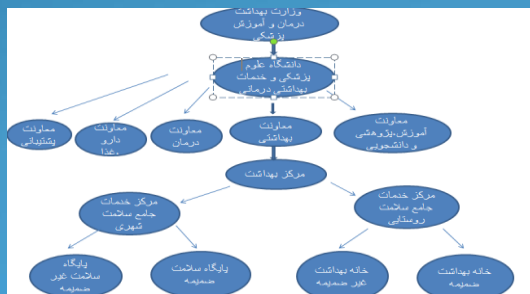 وزارت بهداشت
درمان و آموزش
پزشکی
دانشگاه علوم
پزشکی و خدمات
بهداشتی درمانی
معاونت
آموزش،پژوهشی
و دانشجویی
معاونت
بهداشتی
معاونت
درمان
معاونت
دارو
،غذا
معاونت
پشتیبانی
مرکز بهداشت
مرکز خدمات
جامع سلامت
روستایی
مرکز خدمات
جامع سلامت
شهری
خانه بهداشت
ضمیمه
خانه بهداشت
غیر ضمیمه
پایگاه سلامت
ضمیمه
پایگاه
سلامت غیر
ضمیمه